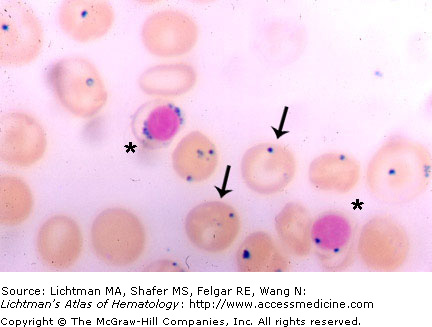 *
*
Source: Lichtman MA, Shafer MS, Felgar RE, Wang N:
Lichtman's Atlas of Hematology: http://www.accessmedicine.com
Copyright © The McGraw-Hill Companies, Inc. All rights reserved.